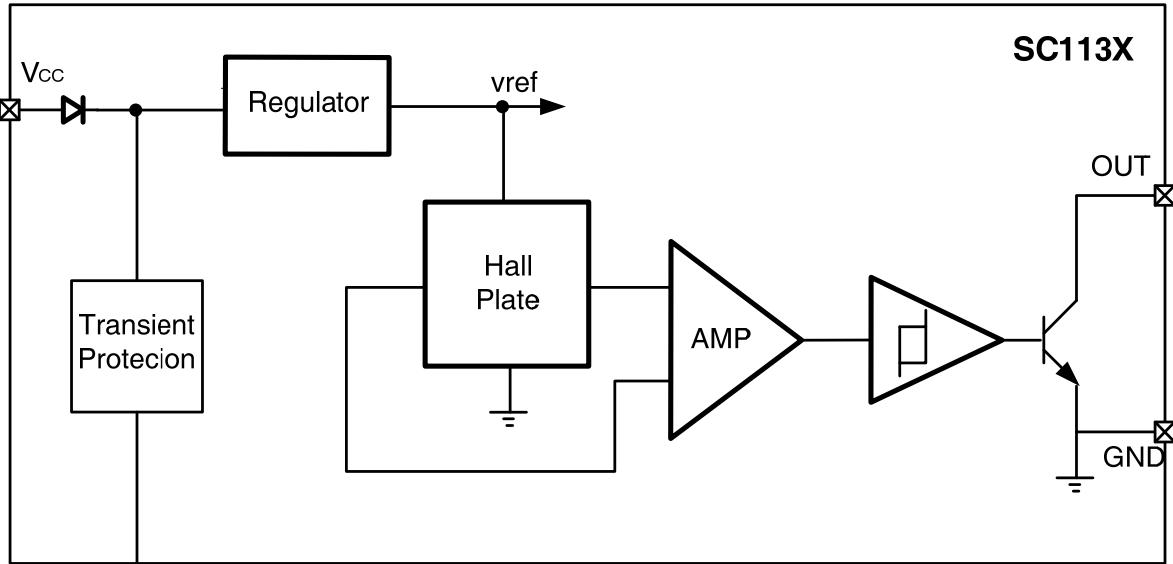 SC113X
Vcc
Regulator
vref
OUT
Hall
Plate
Transient
Protecion
AMP
GND